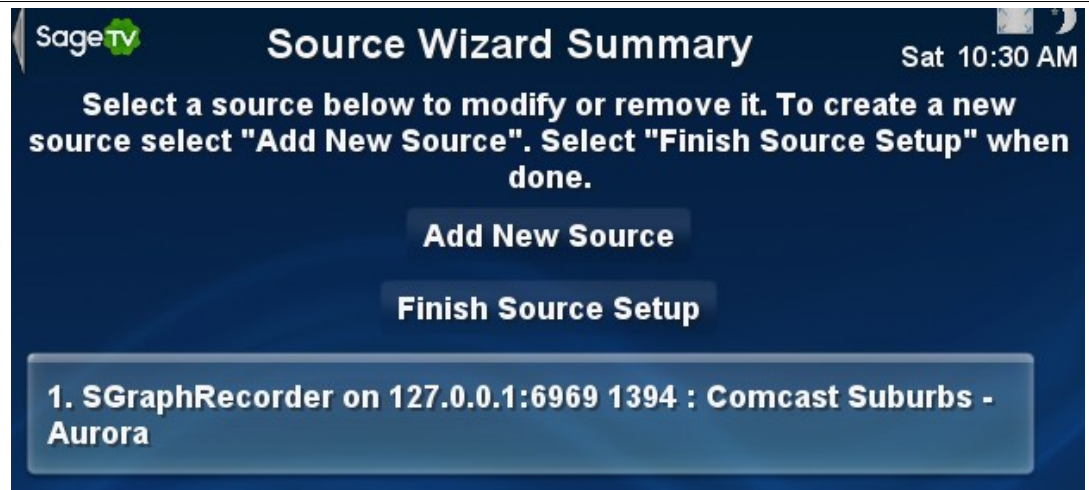 SageTV
Source Wizard Summary
Sat 10:30 AM
Select a source below to modify or remove it. To create a new
source select "Add New Source". Select "Finish Source Setup" when
done.
Add New Source
Finish Source Setup
1. SGraphRecorder on 127.0.0.1:6969 1394 : Comcast Suburbs -
Aurora